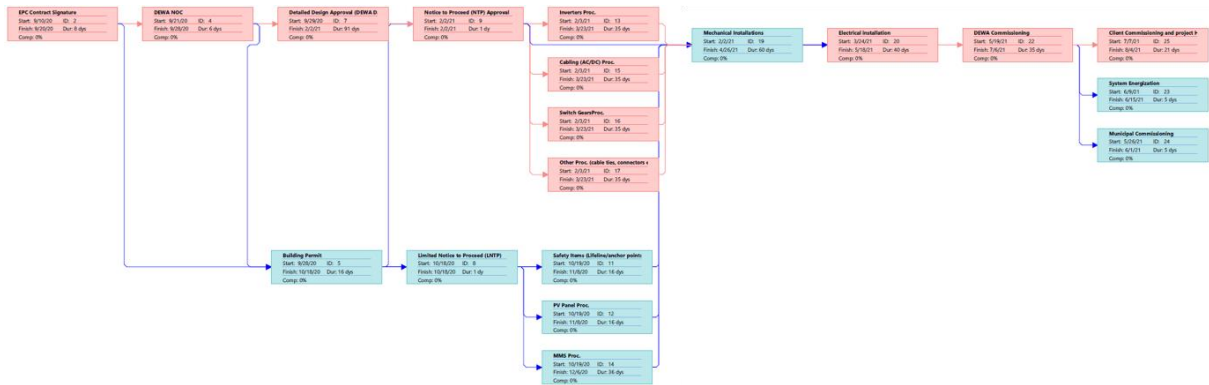 EPC Contract Signature
Start: 9/10/20 ID: 2
Finish: 9/20/20 Dur: 8 dys
Comp: 0%
DEWA NOC
Start: 9/21/20 ID: 4
Finish: 9/28/20 Dur: 6 dys
Comp: 0%
Detailed Design Approval (DEWA D
Start: 9/29/20 ID: 7
Finish: 2/2/21 Dur: 91 dys
Comp: 0%
Notice to Proceed (NTP) Approval
Start: 2/2/21 ID: 9
Finish: 2/2/21 Dur: 1 dy
Comp: 0%
Inverters Proc.
Start: 2/3/21 ID: 13
Finish: 3/23/21 Dur: 35 dys
Comp: 0%
Cabling (AC/DC) Proc.
Start: 2/3/21 ID: 15
Finish: 3/23/21 Dur: 35 dys
Comp: 0%
Switch GearsProc.
Start: 2/3/21 ID: 16
Finish: 3/23/21 Dur: 35 dys
Comp: 0%
Other Proc. (cable ties, connectors
Start: 2/3/21 ID: 17
Finish: 3/23/21 Dur: 35 dys
Comp: 0%
Mechanical Installations
Start: 2/2/21 ID: 19
Finish: 4/26/21 Dur: 60 dys
Comp: 0%
Electrical installation
Start: 3/24/21 ID: 20
Finish: 5/18/21 Dur: 40 dys
Comp: 0%
DEWA Commissioning
Start: 5/19/21 ID: 22
Finish: 7/6/21 Dur: 35 dys
Comp: 0%
Client Commissioning and project
Start: 7/7/21 ID: 25
Finish: 8/4/21 Dur: 21 dys
Comp: 0%
System Energization
Start: 6/9/21 ID: 23
Finish: 6/15/21 Dur: 5 dys
Comp: 0%
Municipal Commissioning
Start: 5/26/21 ID: 24
Finish: 6/1/21 Dur: 5 dys
Comp: 0%
Building Permit
Start: 9/28/20 ID: 5
Finish: 10/18/20 Dur: 16 dys
Comp: 0%
Limited Notice to Proceed (LNTP)
Start: 10/18/20 ID: 8
Finish: 10/18/20 Dur: 1 dy
Comp: 0%
Safety Items (Lifeline/anchor points
Start: 10/19/20 ID: 11
Finish: 11/8/20 Dur: 16 dys
Comp: 0%
PV Panel Proc.
Start: 10/19/20 ID: 12
Finish: 11/8/20 Dur: 16 dys
Comp: 0%
MMS Proc.
Start: 10/19/20 ID: 14
Finish: 12/6/20 Dur: 36 dys
Comp: 0%